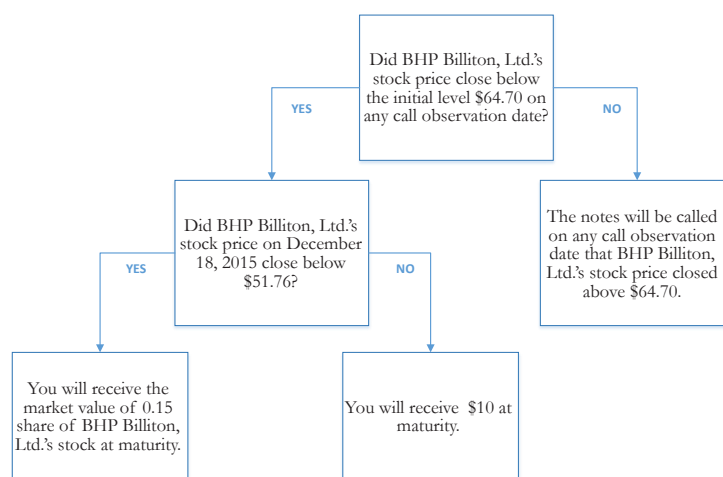 Did BHP Billiton, Ltd.'s
stock price close below
the initial level $64.70 on
any call observation date?
YES
NO
Did BHP Billiton, Ltd.'s
stock price on December
18, 2015 close below
$51.76?
The notes will be called
on any call observation
date that BHP Billiton,
Ltd.'s stock price closed
above $64.70.
YES
NO
You will receive the
market value of 0.15
share of BHP Billiton,
Ltd.'s stock at maturity.
You will receive $10 at
maturity.